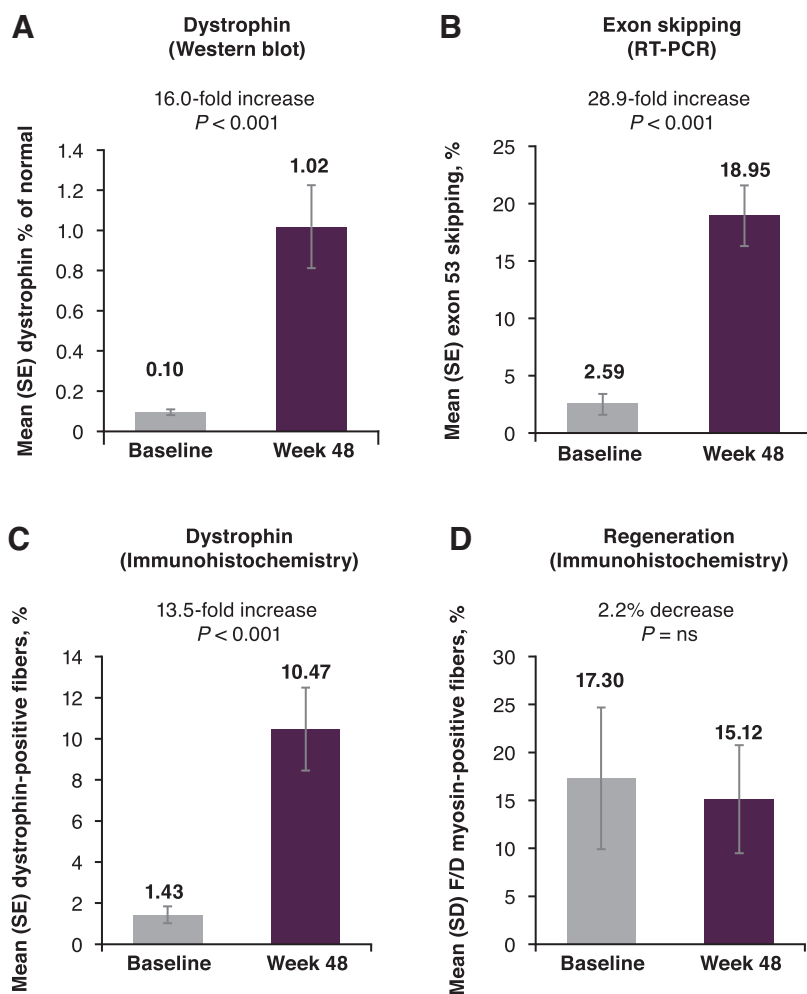 A
Dystrophin
(Western blot)
16.0-fold increase
P < 0.001
Mean (SE) dystrophin % of normal
1.4
1.2
1.0
0.8
0.6
0.4
0.2
0
0.10
1.02
Baseline
Week 48
B
Exon skipping
(RT-PCR)
28.9-fold increase
P < 0.001
Mean (SE) exon 53 skipping, %
25
20
15
10
5
0
2.59
18.95
Baseline
Week 48
C
Dystrophin
(Immunohistochemistry)
13.5-fold increase
P < 0.001
Mean (SE) dystrophin-positive fibers, %
14
12
10
8
6
4
2
0
1.43
10.47
Baseline
Week 48
D
Regeneration
(Immunohistochemistry)
2.2% decrease
P = ns
Mean (SD) F/D myosin-positive fibers, %
30
25
20
15
10
5
0
17.30
15.12
Baseline
Week 48